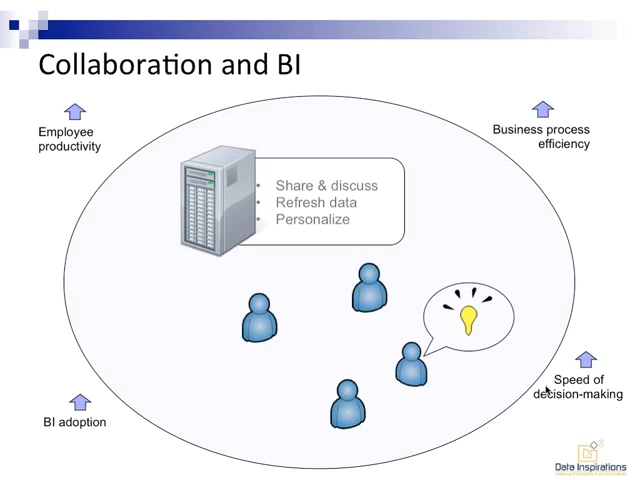 Collaboration and BI
Employee
productivity
Business process
efficiency
• Share & discuss
• Refresh data
• Personalize
Speed of
decision-making
BI adoption
Data Inspirations